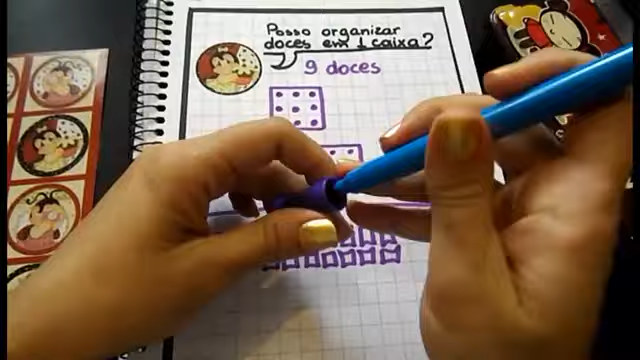 Posso organizar
doces em 1 caixa?
9 doces